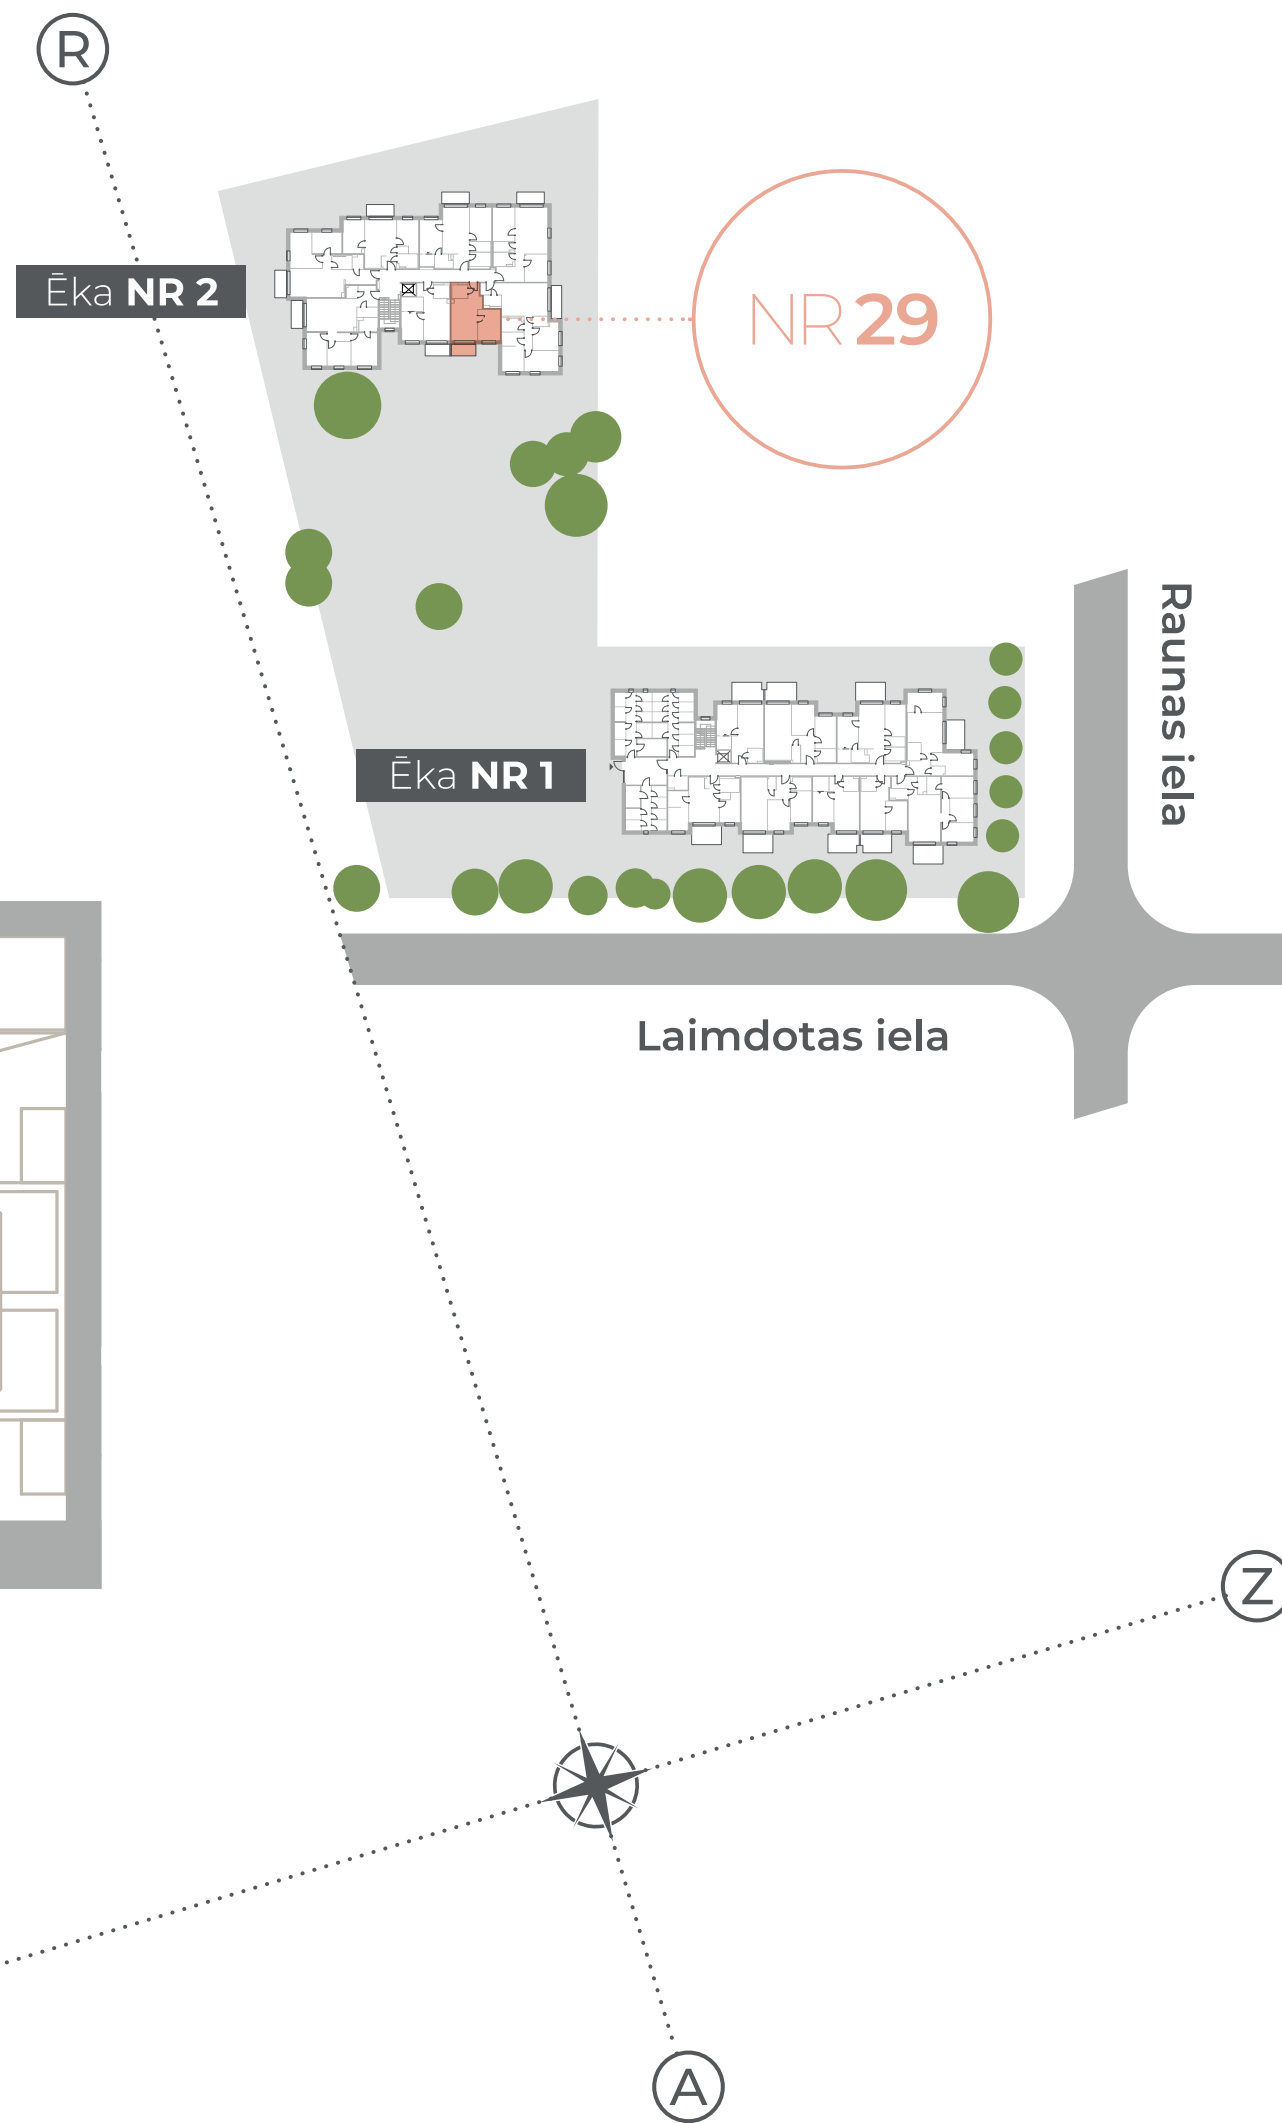 R
Ēka NR 2
NR 29
Raunas iela
Ēka NR 1
Laimdotas iela
Z
A